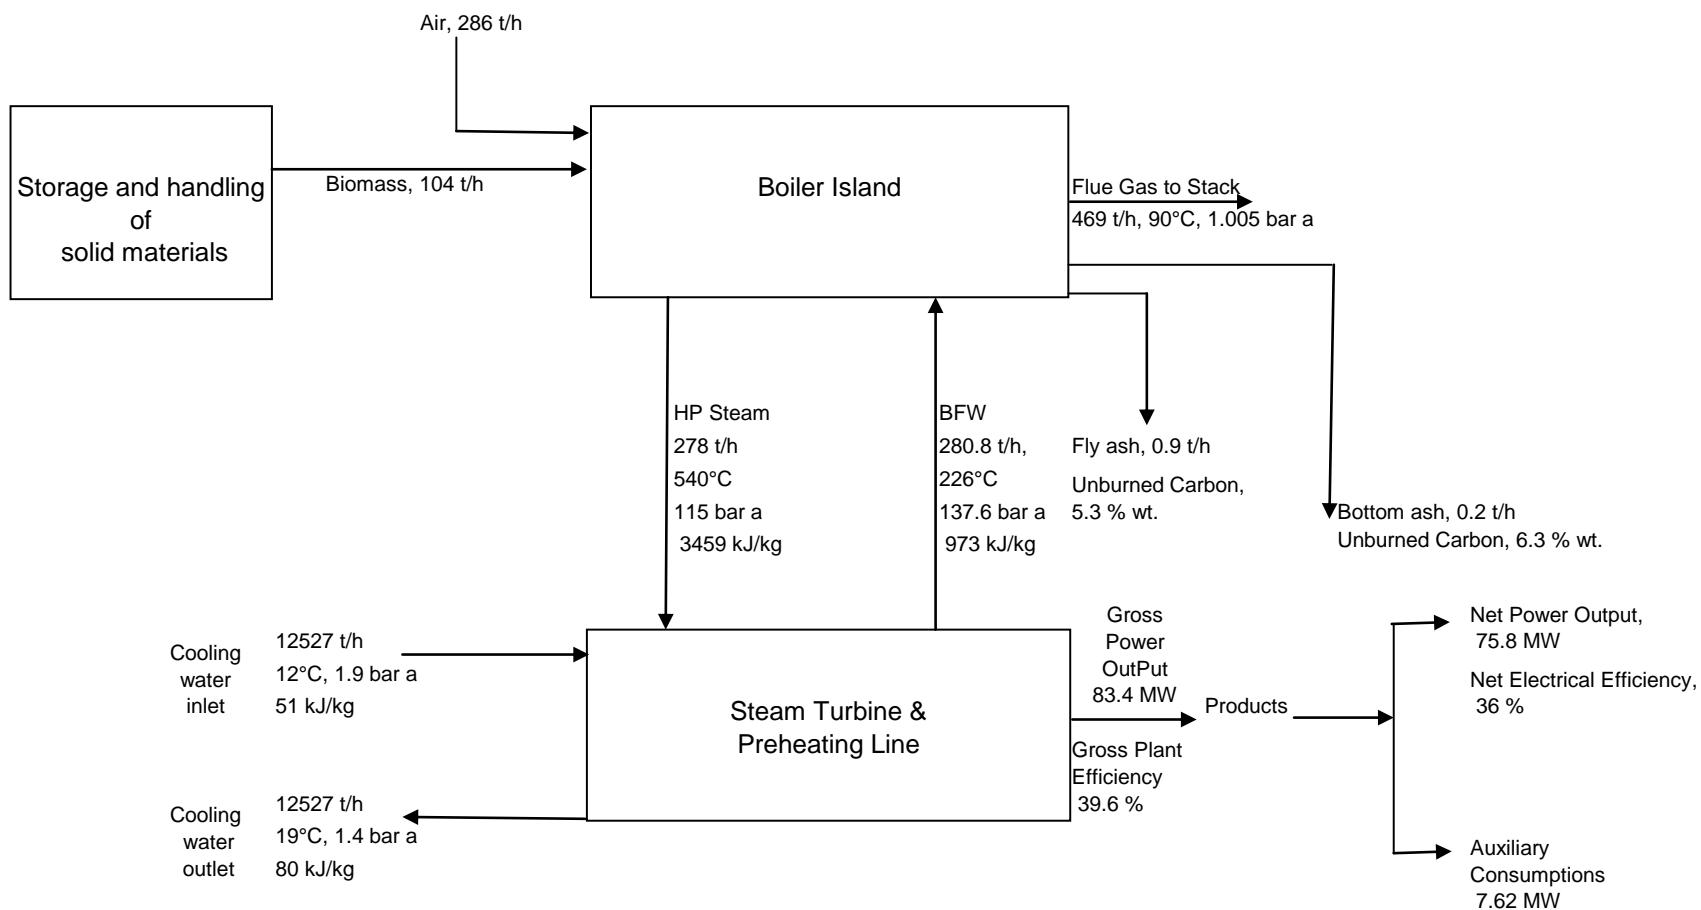 Air, 286 t/h
Storage and handling
of
solid materials
Biomass, 104 t/h
Boiler Island
Flue Gas to Stack
469 t/h, 90°C, 1.005 bar a
HP Steam
278 t/h
540°C
115 bar a
3459 kJ/kg
BFW
280.8 t/h,
226°C
137.6 bar a
973 kJ/kg
Fly ash, 0.9 t/h
Unburned Carbon,
5.3 % wt.
Bottom ash, 0.2 t/h
Unburned Carbon, 6.3 % wt.
Cooling
water
inlet
12527 t/h
12°C, 1.9 bar a
51 kJ/kg
Steam Turbine &
Preheating Line
Gross
Power
OutPut
83.4 MW
Gross Plant
Efficiency
39.6 %
Products
Net Power Output,
75.8 MW
Net Electrical Efficiency,
36 %
Cooling
water
outlet
12527 t/h
19°C, 1.4 bar a
80 kJ/kg
Auxiliary
Consumptions
7.62 MW